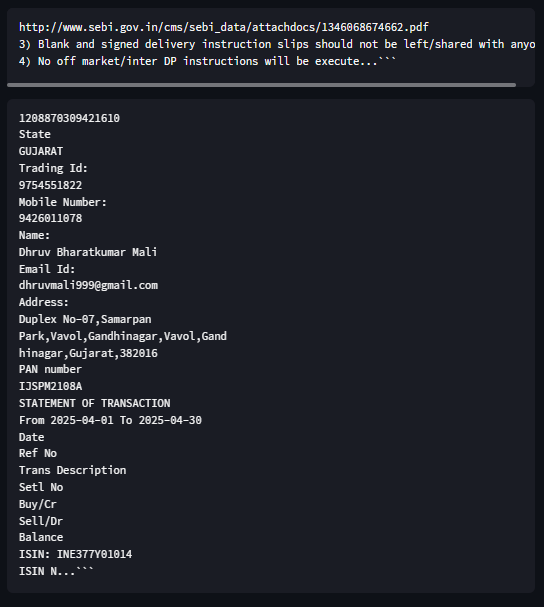 http://www.sebi.gov.in/cms/sebi_data/attachdocs/1346068674662.pdf
3) Blank and signed delivery instruction slips should not be left/shared with anyo
4) No off market/inter DP instructions will be execute...```
1208870309421610
State
GUJARAT
Trading Id:
9754551822
Mobile Number:
9426011078
Name:
Dhruv Bharatkumar Mali
Email Id:
dhruvmali999@gmail.com
Address:
Duplex No-07,Samarpan
Park,Vavol,Gandhinagar,Vavol,Gand
hinagar,Gujarat,382016
PAN number
IJSPM2108A
STATEMENT OF TRANSACTION
From 2025-04-01 To 2025-04-30
Date
Ref No
Trans Description
Setl No
Buy/Cr
Sell/Dr
Balance
ISIN: INE377Y01014
ISIN N...```